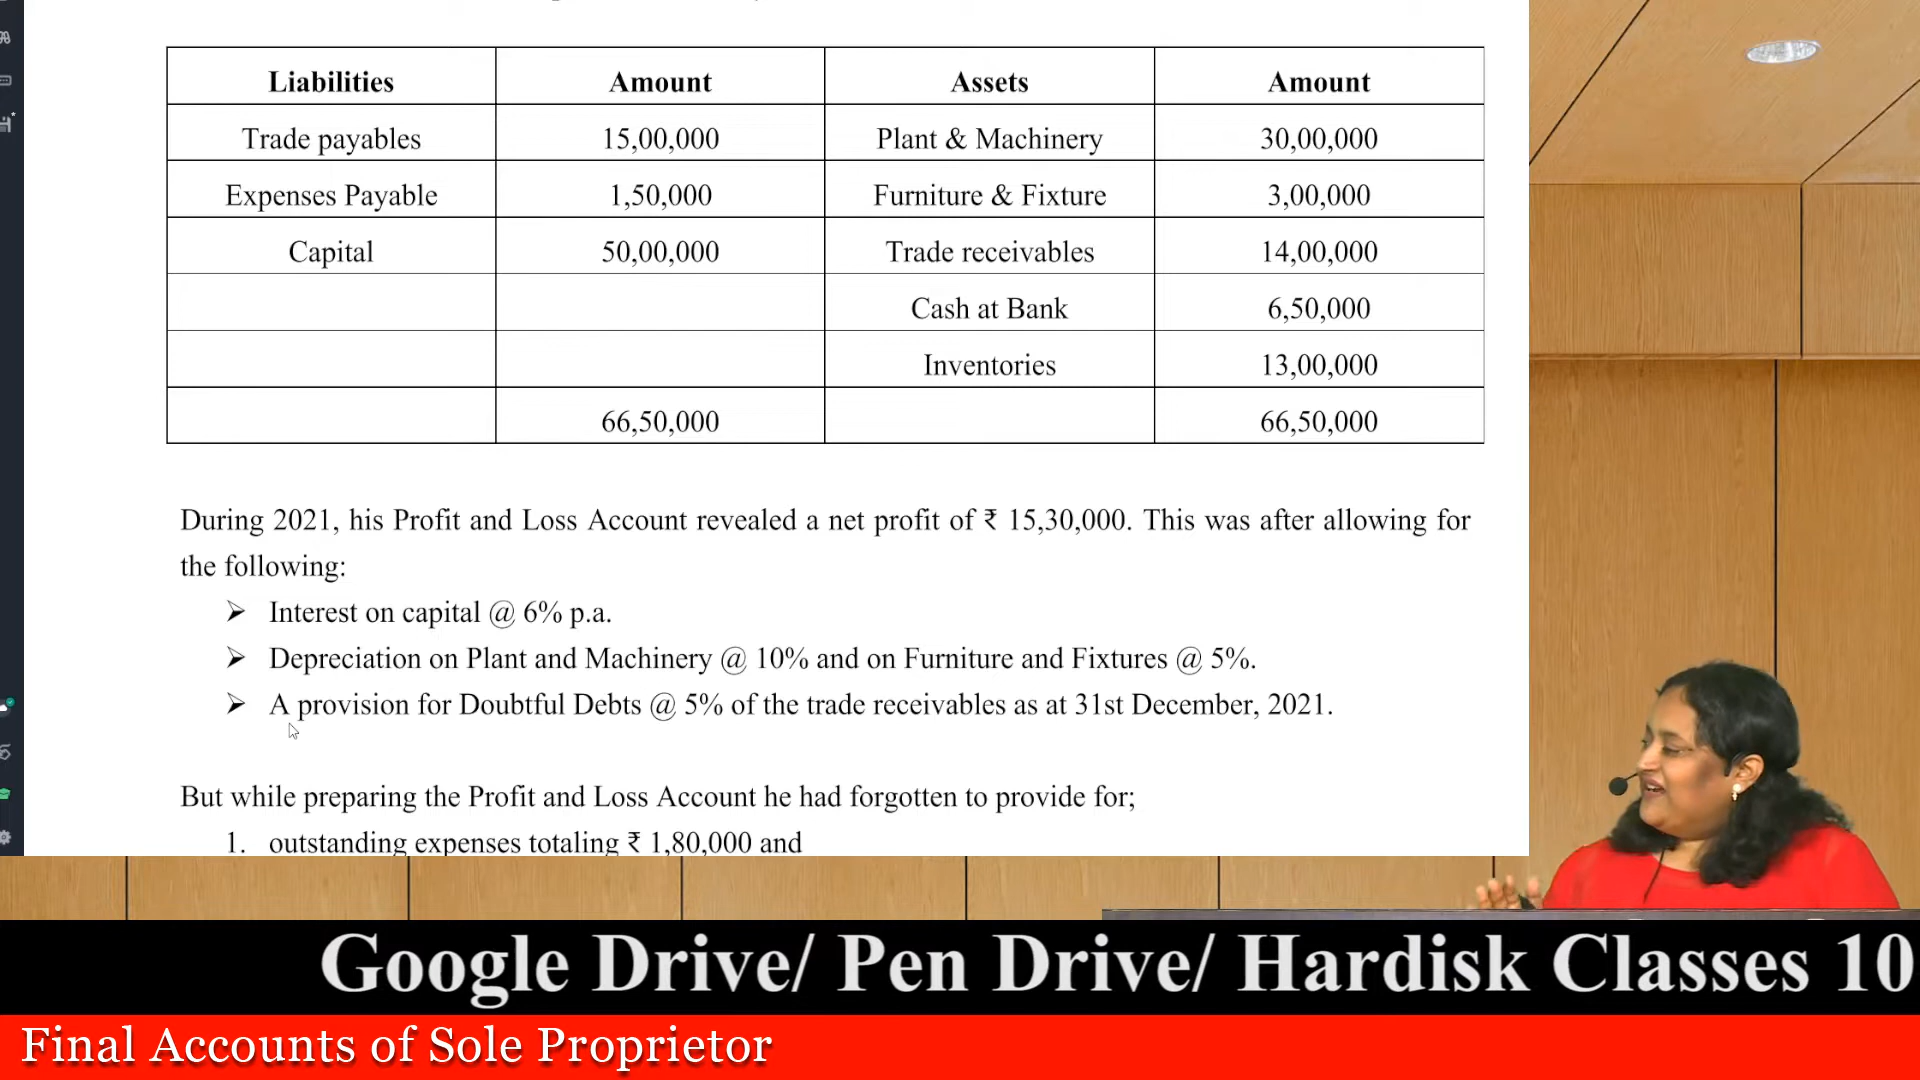 Liabilities Amount Assets Amount
Trade payables 15,00,000 Plant & Machinery 30,00,000
Expenses Payable 1,50,000 Furniture & Fixture 3,00,000
Capital 50,00,000 Trade receivables 14,00,000
Cash at Bank 6,50,000
Inventories 13,00,000
66,50,000 66,50,000
During 2021, his Profit and Loss Account revealed a net profit of ₹ 15,30,000. This was after allowing for
the following:
➢ Interest on capital @ 6% p.a.
➢ Depreciation on Plant and Machinery @ 10% and on Furniture and Fixtures @ 5%.
➢ A provision for Doubtful Debts @ 5% of the trade receivables as at 31st December, 2021.
But while preparing the Profit and Loss Account he had forgotten to provide for;
1. outstanding expenses totaling ₹ 1,80,000 and
Google Drive/ Pen Drive/ Hardisk Classes 10
Final Accounts of Sole Proprietor